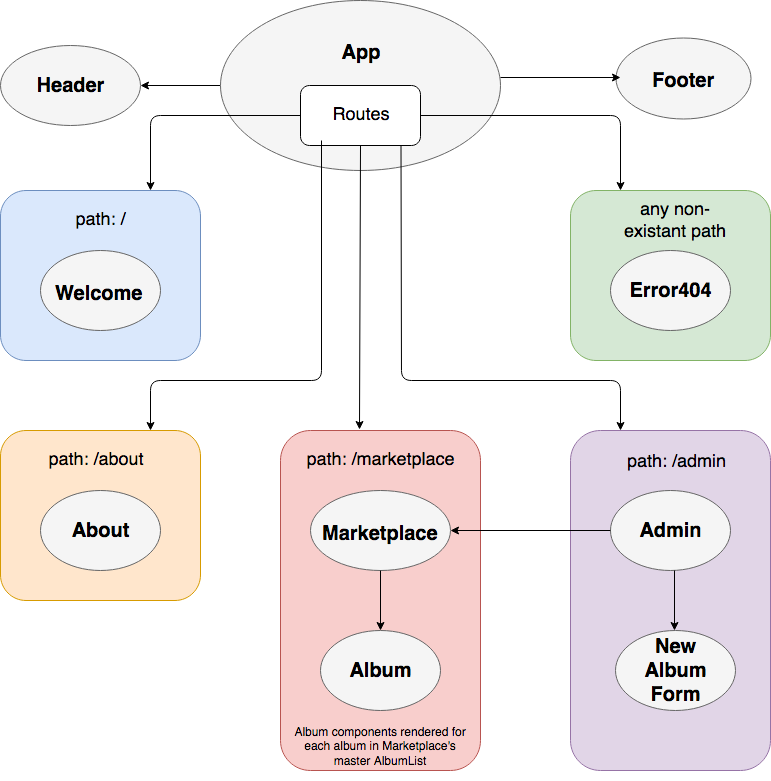 App
Header
Footer
Routes
path: /
Welcome
any non-
existant path
Error404
path: /about
About
path: /marketplace
Marketplace
Album
Album components rendered for
each album in Marketplace's
master AlbumList
path: /admin
Admin
New
Album
Form